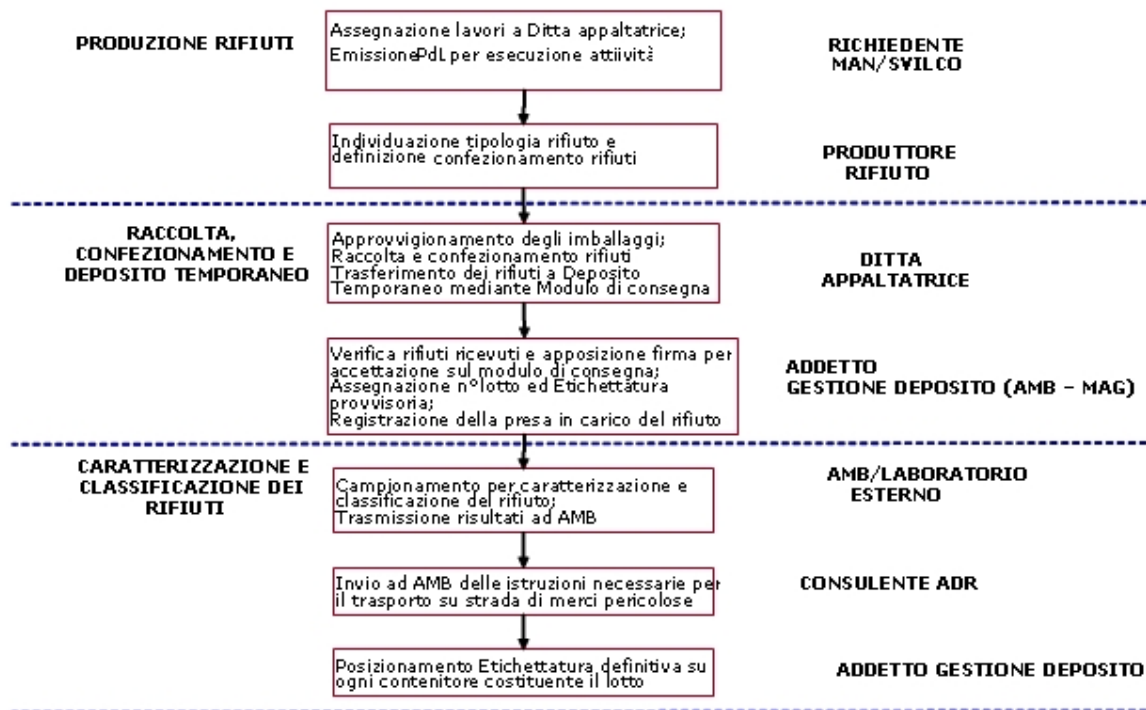 PRODUZIONE RIFIUTI
Assegnazione lavori a Ditta appaltatrice;
EmissionePdL per esecuzione attiività
RICHIEDENTE
MAN/SVILCO
Individuazione tipologia rifiuto e
definizione confezionamento rifiuti
PRODUTTORE
RIFIUTO
RACCOLTA,
CONFEZIONAMENTO E
DEPOSITO TEMPORANEO
Approvvigionamento degli imballaggi;
Raccolta e confezionamento rifiuti
Trasferimento dei rifiuti a Deposito
Temporaneo mediante Modulo di consegna
DITTA
APPALTATRICE
Verifica rifiuti ricevuti e apposizione firma per
accettazione sul modulo di consegna;
Assegnazione n°lotto ed Etichettatura
provvisoria;
Registrazione della presa in carico del rifiuto
ADDETTO
GESTIONE DEPOSITO (AMB - MAG)
CARATTERIZZAZIONE E
CLASSIFICAZIONE DEI
RIFIUTI
Campionamento per caratterizzazione e
classificazione del rifiuto;
Trasmissione risultati ad AMB
AMB/LABORATORIO
ESTERNO
Invio ad AMB delle istruzioni necessarie per
il trasporto su strada di merci pericolose
CONSULENTE ADR
Posizionamento Etichettatura definitiva su
ogni contenitore costituente il lotto
ADDETTO GESTIONE DEPOSITO